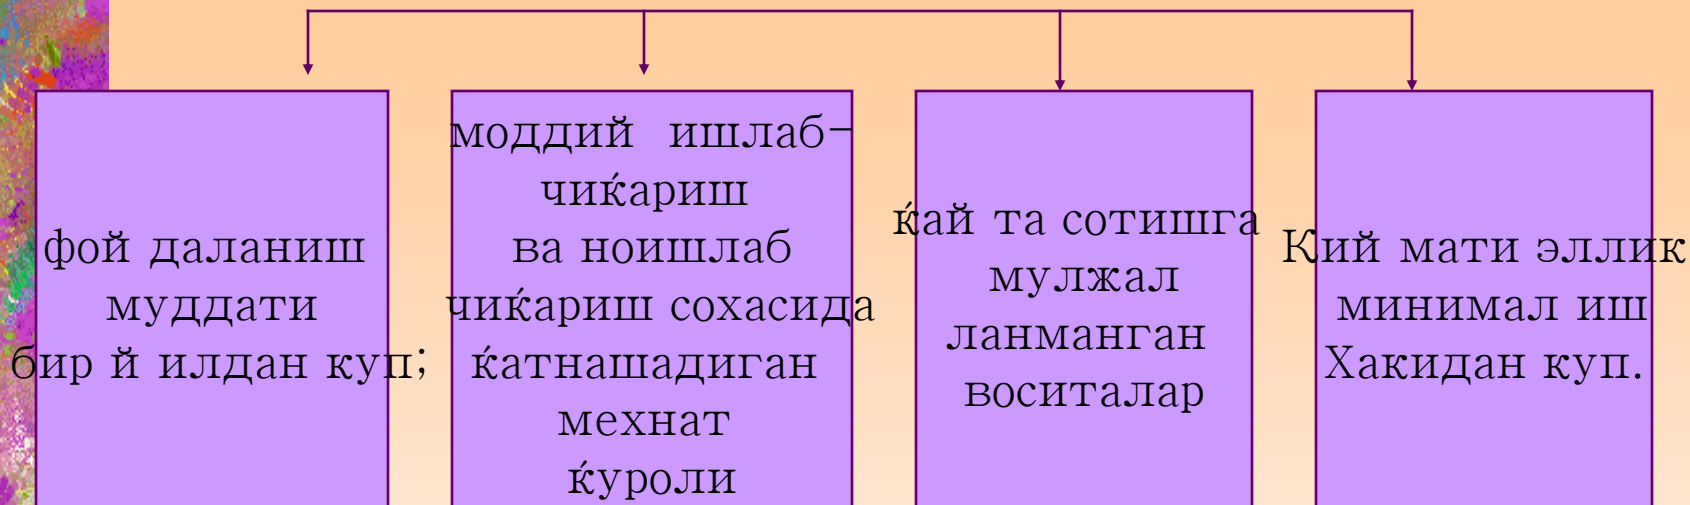 фой даланиш
муддати
бир й илдан куп;
моддий ишлаб-
чиќариш
ва ноишлаб
чиќариш сохасида
ќатнашадиган
мехнат
ќуроли
ќай та сотишга
мулжал
ланманган
воситалар
Кий мати эллик
минимал иш
Хакидан куп.